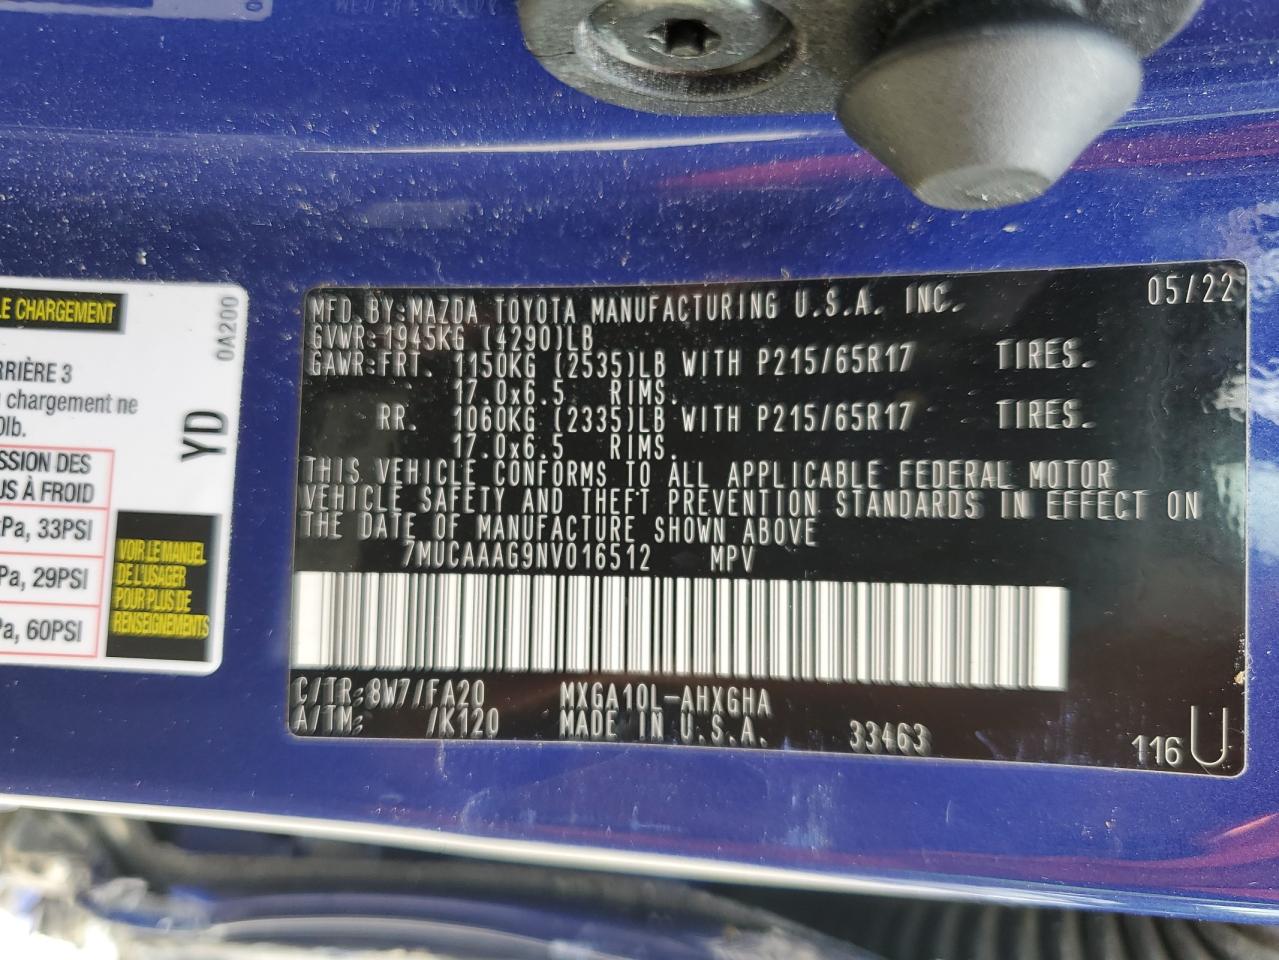 LE CHARGEMENT
0A200
RRIÈRE 3
chargement ne
0lb.
YD
SSION DES
US À FROID
Pa, 33PSI
Pa, 29PSI
Pa, 60PSI
VOIR LE MANUEL
DE L'USAGER
POUR PLUS DE
RENSEIGNEMENTS
MFD. BY:MAZDA TOYOTA MANUFACTURING U.S.A. INC. 05/22
GVWR:1945KG (4290)LB
GAWR:FRT. 1150KG (2535)LB WITH P215/65R17 TIRES.
17.0x6.5 RIMS.
RR. 1060KG (2335)LB WITH P215/65R17 TIRES.
17.0x6.5 RIMS.
THIS VEHICLE CONFORMS TO ALL APPLICABLE FEDERAL MOTOR
VEHICLE SAFETY AND THEFT PREVENTION STANDARDS IN EFFECT ON
THE DATE OF MANUFACTURE SHOWN ABOVE
7MUCAAAG9NV016512 MPV
C/TR:8W7/FA20 MXGA10L-AHXGHA
A/TM: /K120 MADE IN U.S.A. 33463
116 U